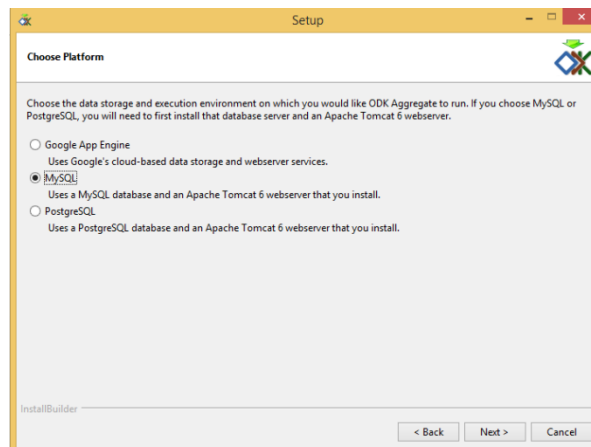 Setup
Choose Platform
Choose the data storage and execution environment on which you would like ODK Aggregate to run. If you choose MySQL or
PostgreSQL, you will need to first install that database server and an Apache Tomcat 6 webserver.
Google App Engine
Uses Google's cloud-based data storage and webserver services.
MySQL
Uses a MySQL database and an Apache Tomcat 6 webserver that you install.
PostgreSQL
Uses a PostgreSQL database and an Apache Tomcat 6 webserver that you install.
InstallBuilder
< Back Next > Cancel